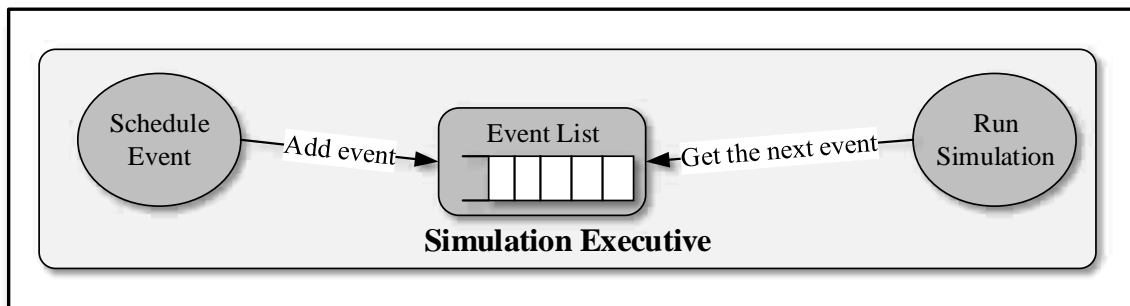 Schedule
Event
Add event
Event List
Get the next event
Run
Simulation
Simulation Executive